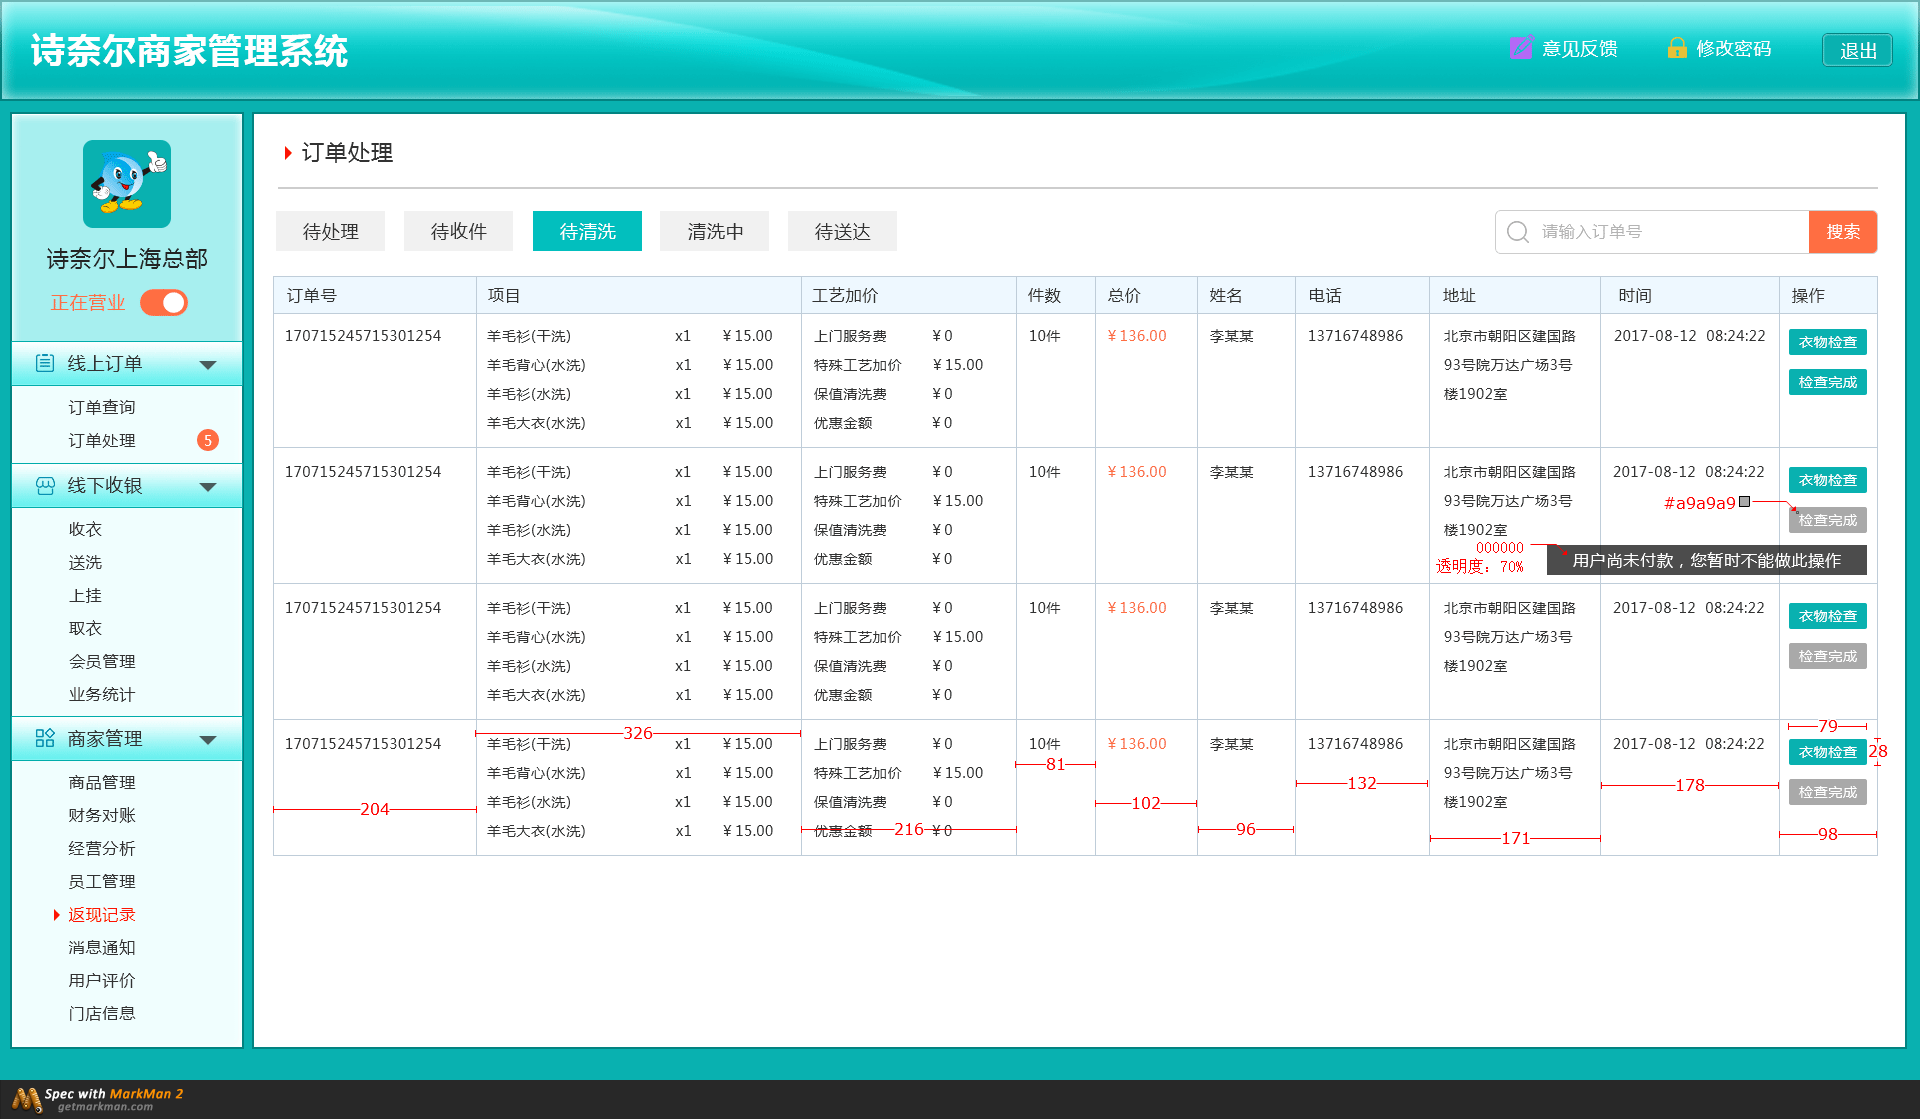 诗奈尔商家管理系统
意见反馈
修改密码
退出
诗奈尔上海总部
正在营业
线上订单
订单查询
订单处理 5
线下收银
收衣
送洗
上挂
取衣
会员管理
业务统计
商家管理
商品管理
财务对账
经营分析
员工管理
返现记录
消息通知
用户评价
门店信息
订单处理
待处理 待收件 待清洗 清洗中 待送达
请输入订单号 搜索
订单号 项目 工艺加价 件数 总价 姓名 电话 地址 时间 操作
170715245715301254 羊毛衫(干洗) x1 ¥15.00 上门服务费 ¥0 10件 ¥136.00 李某某 13716748986 北京市朝阳区建国路 2017-08-12 08:24:22 衣物检查
羊毛背心(水洗) x1 ¥15.00 特殊工艺加价 ¥15.00 93号院万达广场3号
检查完成
羊毛衫(水洗) x1 ¥15.00 保值清洗费 ¥0 楼1902室
羊毛大衣(水洗) x1 ¥15.00 优惠金额 ¥0
170715245715301254 羊毛衫(干洗) x1 ¥15.00 上门服务费 ¥0 10件 ¥136.00 李某某 13716748986 北京市朝阳区建国路 2017-08-12 08:24:22 衣物检查
羊毛背心(水洗) x1 ¥15.00 特殊工艺加价 ¥15.00 93号院万达广场3号 #a9a9a9
检查完成
羊毛衫(水洗) x1 ¥15.00 保值清洗费 ¥0 楼1902室
000000
羊毛大衣(水洗) x1 ¥15.00 优惠金额 ¥0 透明度：70% 用户尚未付款，您暂时不能做此操作
170715245715301254 羊毛衫(干洗) x1 ¥15.00 上门服务费 ¥0 10件 ¥136.00 李某某 13716748986 北京市朝阳区建国路 2017-08-12 08:24:22 衣物检查
羊毛背心(水洗) x1 ¥15.00 特殊工艺加价 ¥15.00 93号院万达广场3号
检查完成
羊毛衫(水洗) x1 ¥15.00 保值清洗费 ¥0 楼1902室
羊毛大衣(水洗) x1 ¥15.00 优惠金额 ¥0
326 79
170715245715301254 羊毛衫(干洗) x1 ¥15.00 上门服务费 ¥0 10件 ¥136.00 李某某 13716748986 北京市朝阳区建国路 2017-08-12 08:24:22 衣物检查 28
81
羊毛背心(水洗) x1 ¥15.00 特殊工艺加价 ¥15.00 93号院万达广场3号
132 178 检查完成
204 羊毛衫(水洗) x1 ¥15.00 保值清洗费 ¥0 102 楼1902室
羊毛大衣(水洗) x1 ¥15.00 优惠金额 216 ¥0 96 171 98
Spec with MarkMan 2
getmarkman.com